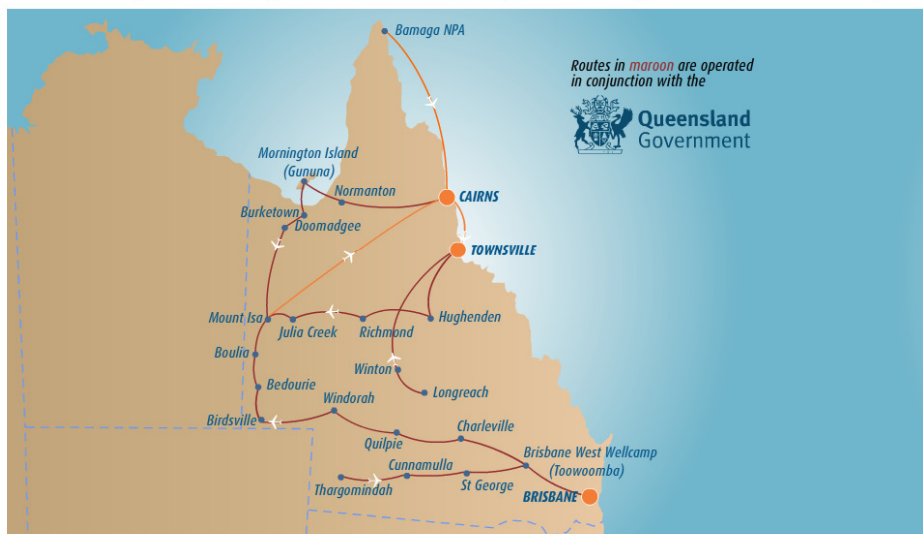 Bamaga NPA
Routes in maroon are operated
in conjunction with the
Queensland
Government
Mornington Island
(Gununa)
Normanton
CAIRNS
Burketown
Doomadgee
TOWNSVILLE
Mount Isa
Julia Creek
Richmond
Hughenden
Boulia
Winton
Bedourie
Longreach
Windorah
Birdsville
Charleville
Quilpie
Brisbane West Wellcamp
(Toowoomba)
Cunnamulla
Thargomindah
St George
BRISBANE